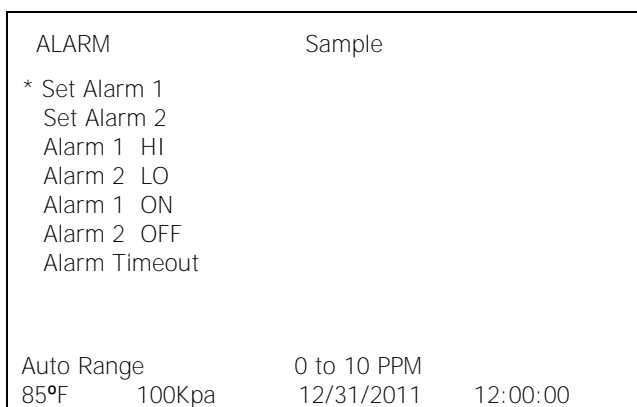 ALARM Sample
* Set Alarm 1
Set Alarm 2
Alarm 1 HI
Alarm 2 LO
Alarm 1 ON
Alarm 2 OFF
Alarm Timeout
Auto Range 0 to 10 PPM
85ºF 100Kpa 12/31/2011 12:00:00